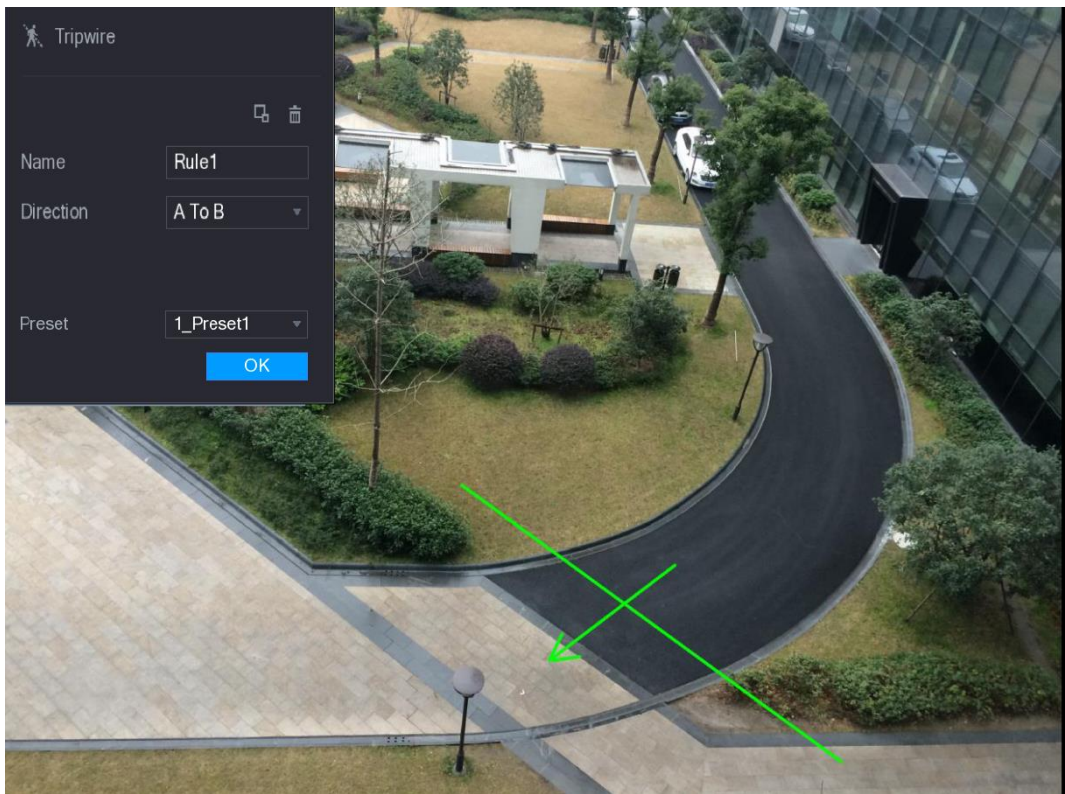 Tripwire
Name Rule1
Direction A To B
Preset 1_Preset1
OK